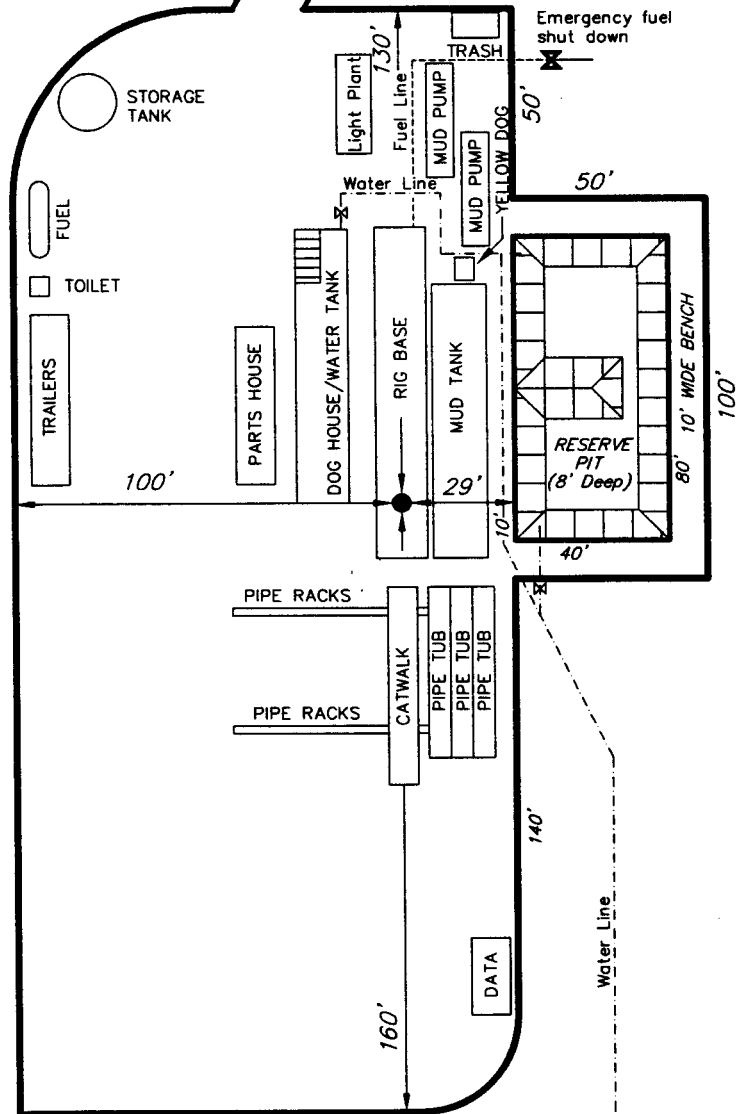 Emergency fuel
shut down
TRASH
130'
Fuel Line
Light Plant
MUD PUMP
50'
STORAGE
TANK
MUD PUMP
YELLOW DOG
Water Line
50'
FUEL
TOILET
TRAILERS
PARTS HOUSE
DOG HOUSE/WATER TANK
RIG BASE
MUD TANK
RESERVE
PIT
(8' Deep)
80'
10' WIDE BENCH
100'
100'
29'
10'
40'
PIPE RACKS
CATWALK
PIPE TUB
PIPE TUB
PIPE TUB
PIPE RACKS
140'
Water Line
DATA
160'